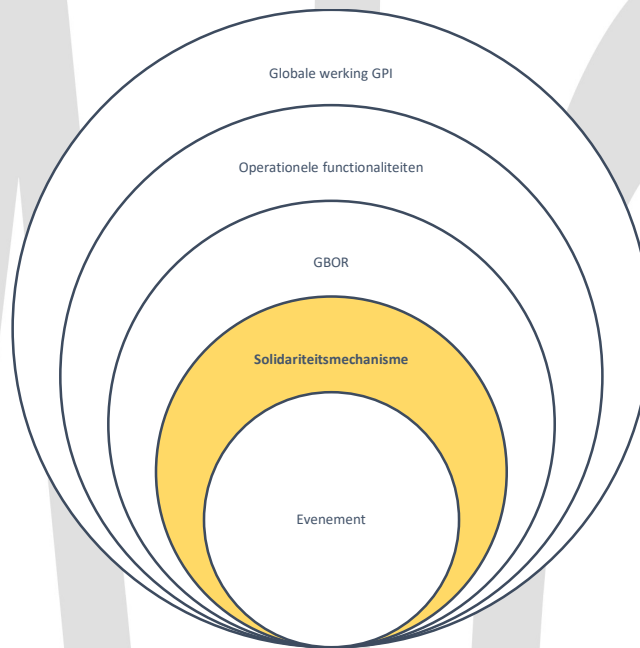 Globale werking GPI
Operationele functionaliteiten
GBOR
Solidariteitsmechanisme
Evenement